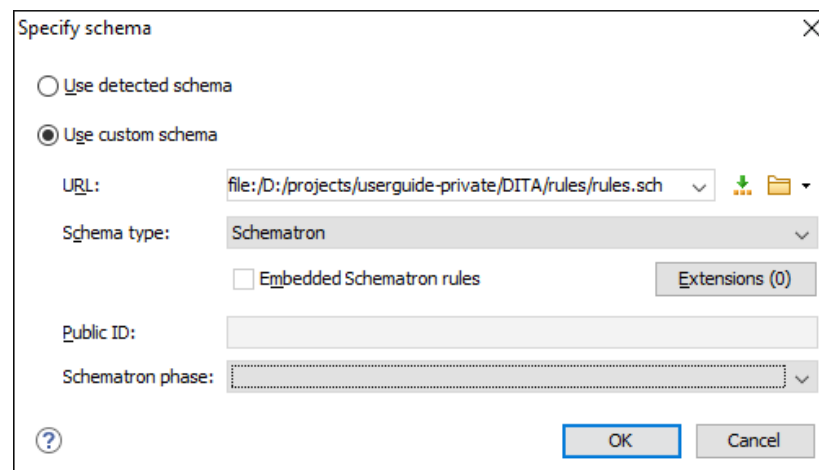 Specify schema
Use detected schema
Use custom schema
URL: file:/D:/projects/userguide-private/DITA/rules/rules.sch
Schema type: Schematron
Embedded Schematron rules Extensions (0)
Public ID:
Schematron phase:
? OK Cancel